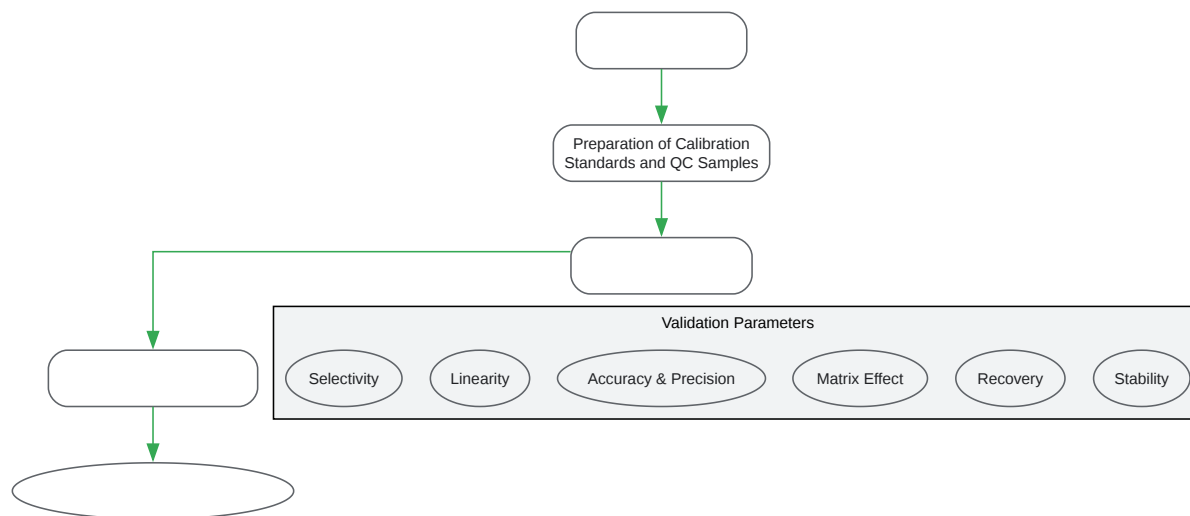 Preparation of Calibration
Standards and QC Samples
Validation Parameters
Selectivity
Linearity
Accuracy & Precision
Matrix Effect
Recovery
Stability